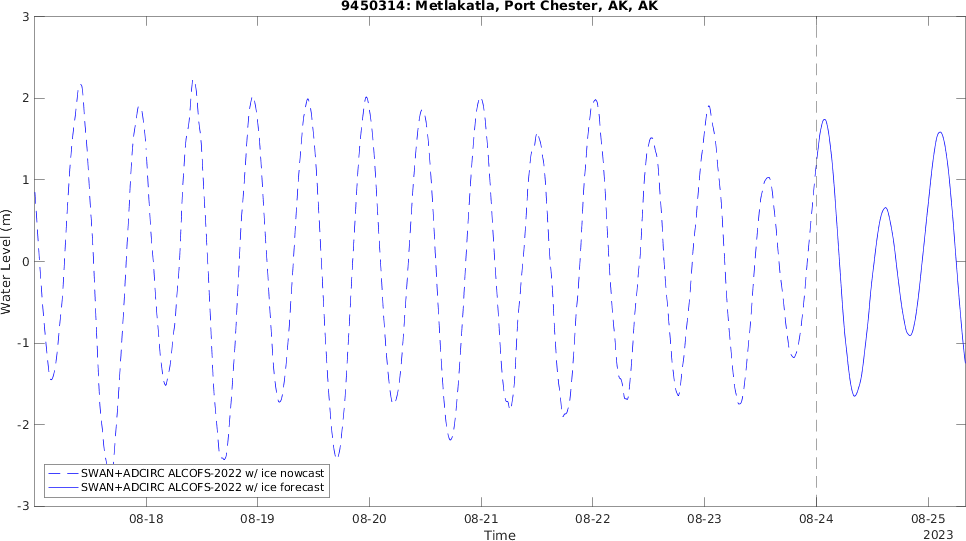 9450314: Metlakatla, Port Chester, AK, AK
3
2
1
0
-1
-2
-3
Water Level (m)
SWAN+ADCIRC ALCOFS-2022 w/ ice nowcast
SWAN+ADCIRC ALCOFS-2022 w/ ice forecast
08-18 08-19 08-20 08-21 08-22 08-23 08-24 08-25
Time 2023